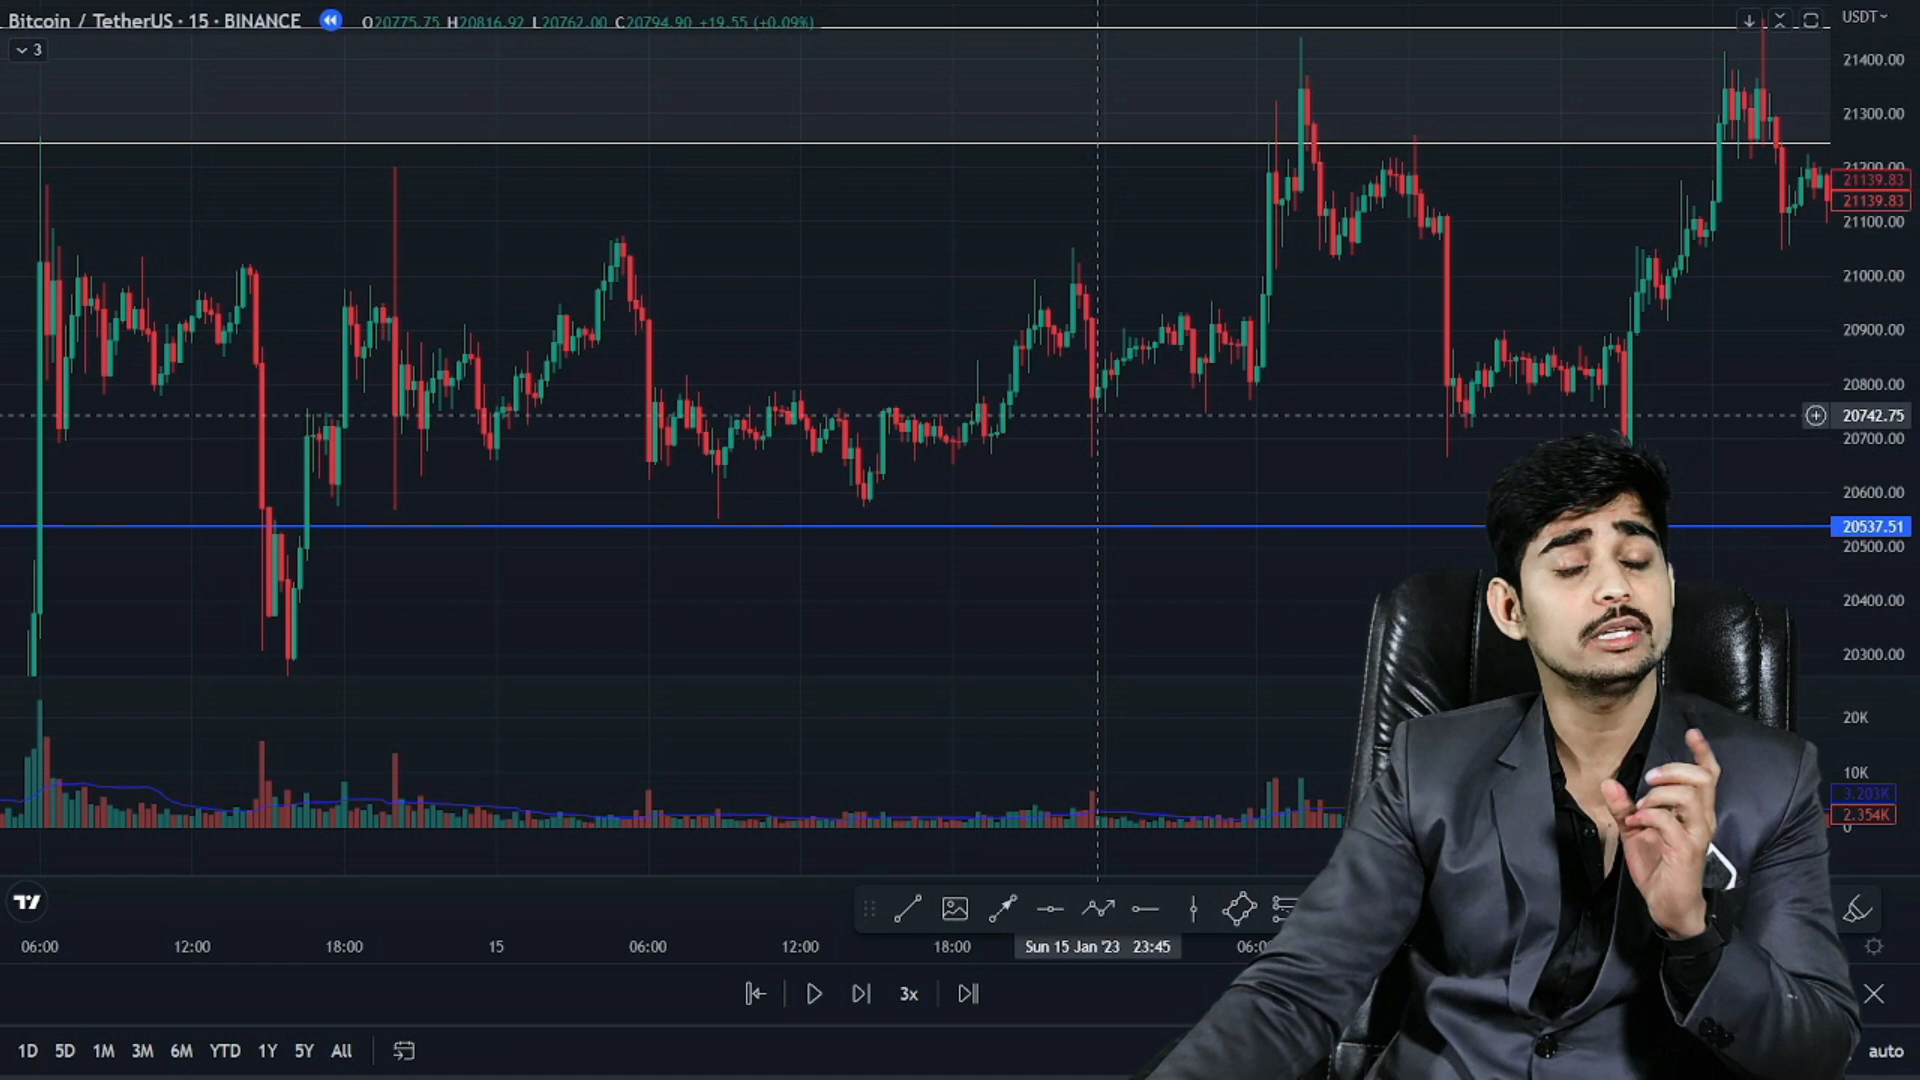 Bitcoin / TetherUS · 15 · BINANCE O20775.75 H20816.92 L20762.00 C20794.90 +19.55 (+0.09%) USDT
3
21400.00
21300.00
21200.00
21139.83
21139.83
21100.00
21000.00
20900.00
20800.00
20742.75
20700.00
20600.00
20537.51
20500.00
20400.00
20300.00
20K
10K
3.203K
2.354K
0
06:00 12:00 18:00 15 06:00 12:00 18:00 Sun 15 Jan '23 23:45
3x
1D 5D 1M 3M 6M YTD 1Y 5Y All auto